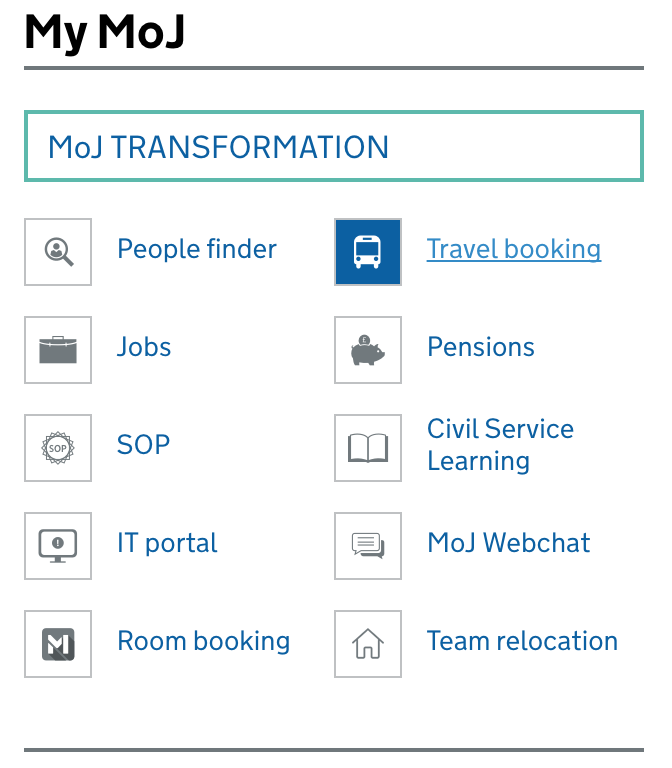 My MoJ
MoJ TRANSFORMATION
People finder
Travel booking
Jobs
£
Pensions
SOP
SOP
Civil Service
Learning
!
IT portal
MoJ Webchat
M
Room booking
Team relocation